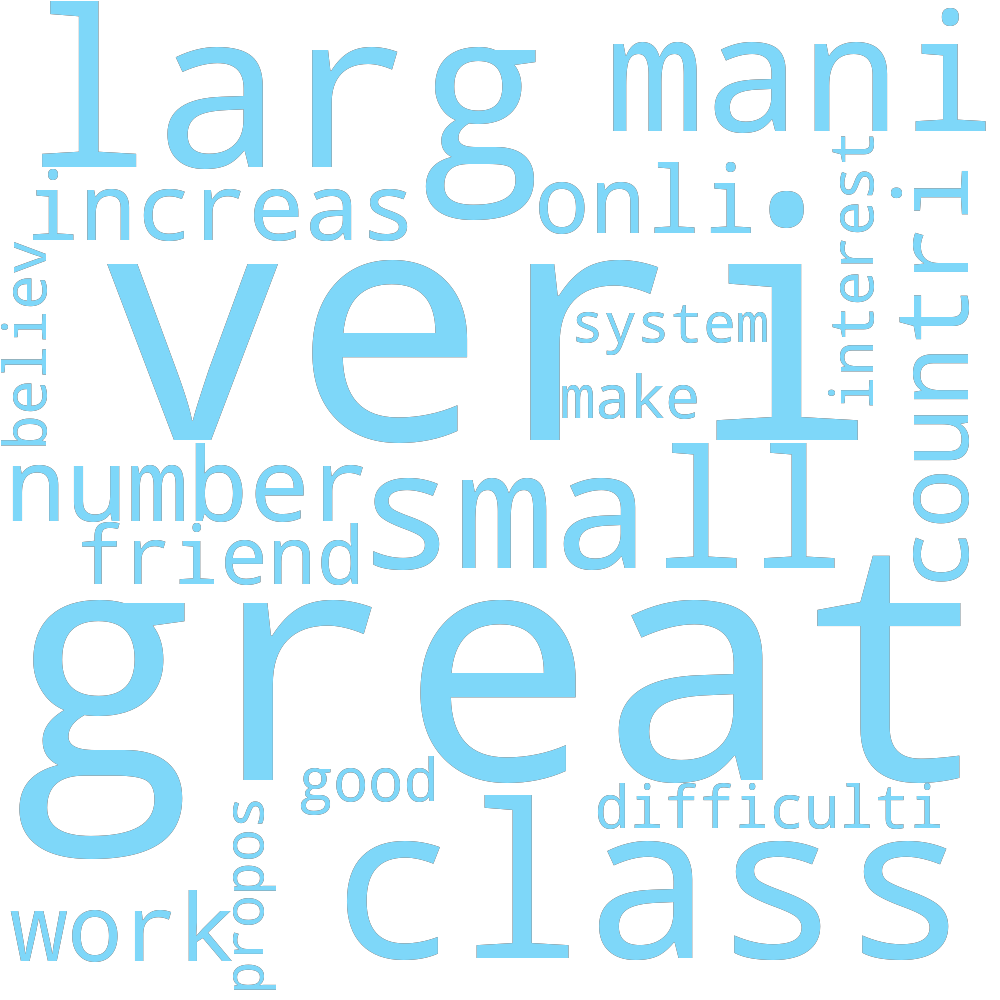 larg
mani
increas
onli
interest
countri
believ
veri
system
make
number
small
friend
great
good
difficulti
propos
class
work